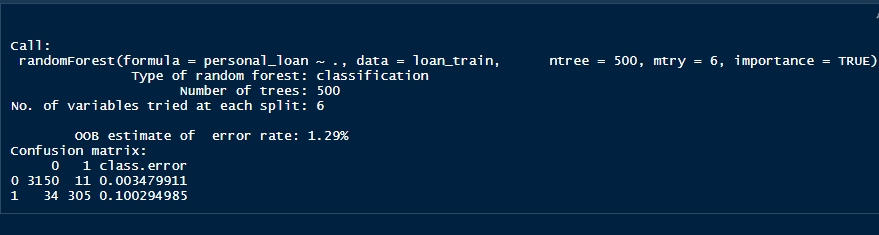 Call:
 randomForest(formula = personal_loan ~ ., data = loan_train,      ntree = 500, mtry = 6, importance = TRUE)
               Type of random forest: classification
                     Number of trees: 500
No. of variables tried at each split: 6
        OOB estimate of  error rate: 1.29%
Confusion matrix:
     0   1 class.error
0 3150  11 0.003479911
1   34 305 0.100294985